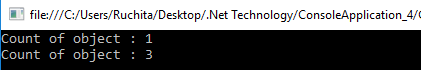 file:///C:/Users/Ruchita/Desktop/.Net Technology/ConsoleApplication_4/
Count of object : 1
Count of object : 3